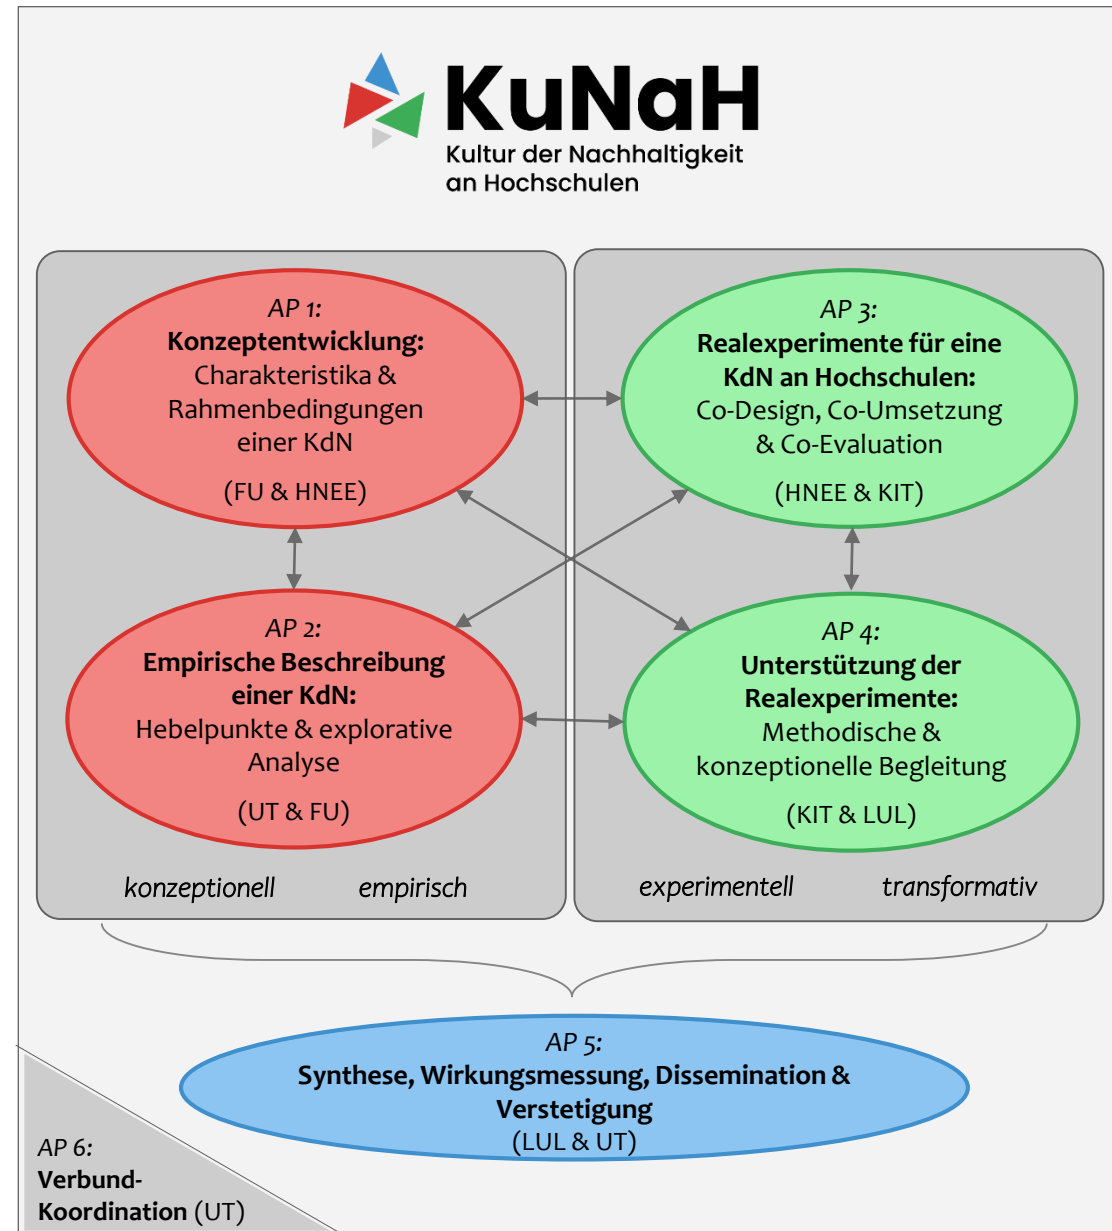 KuNaH
Kultur der Nachhaltigkeit
an Hochschulen
AP 1:
Konzeptentwicklung:
Charakteristika &
Rahmenbedingungen
einer KdN
(FU & HNEE)
AP 2:
Empirische Beschreibung
einer KdN:
Hebelpunkte & explorative
Analyse
(UT & FU)
konzeptionell empirisch
AP 3:
Realexperimente für eine
KdN an Hochschulen:
Co-Design, Co-Umsetzung
& Co-Evaluation
(HNEE & KIT)
AP 4:
Unterstützung der
Realexperimente:
Methodische &
konzeptionelle Begleitung
(KIT & LUL)
experimentell transformativ
AP 5:
Synthese, Wirkungsmessung, Dissemination &
Verstetigung
(LUL & UT)
AP 6:
Verbund-
Koordination (UT)